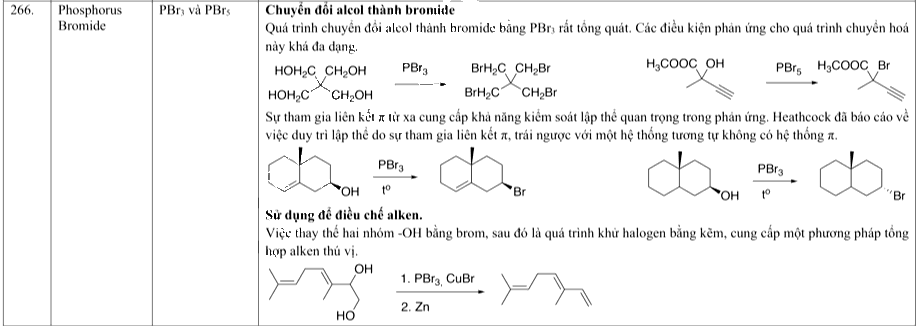 266.
Phosphorus
Bromide
PBr₃ và PBr₅
Chuyển đổi alcol thành bromide
Quá trình chuyển đổi alcol thành bromide bằng PBr₃ rất tổng quát. Các điều kiện phản ứng cho quá trình chuyển hoá
này khá đa dạng.
HOH₂C CH₂OH
HOH₂C CH₂OH
PBr₃
BrH₂C CH₂Br
BrH₂C CH₂Br
H₃COOC OH
PBr₅
H₃COOC Br
Sự tham gia liên kết π từ xa cung cấp khả năng kiểm soát lập thể quan trọng trong phản ứng. Heathcock đã báo cáo về
việc duy trì lập thể do sự tham gia liên kết π, trái ngược với một hệ thống tương tự không có hệ thống π.
OH
PBr₃
t⁰
Br
OH
PBr₃
t⁰
Br
Sử dụng để điều chế alken.
Việc thay thế hai nhóm -OH bằng brom, sau đó là quá trình khử halogen bằng kẽm, cung cấp một phương pháp tổng
hợp alken thú vị.
OH
HO
1. PBr₃, CuBr
2. Zn